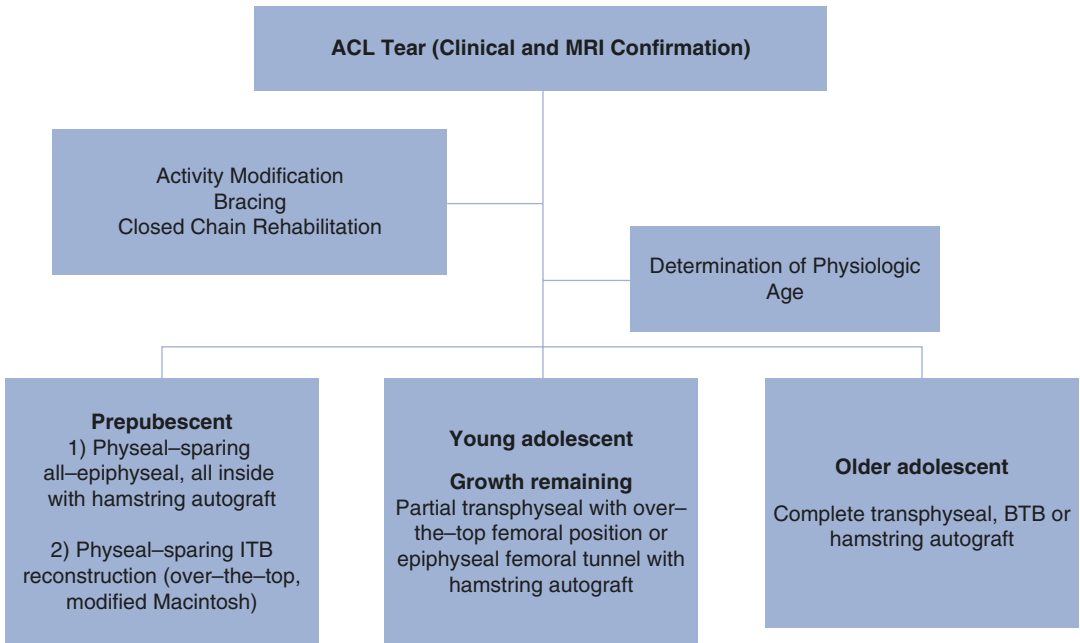 ACL Tear (Clinical and MRI Confirmation)
Activity Modification
Bracing
Closed Chain Rehabilitation
Determination of Physiologic
Age
Prepubescent
1) Physeal–sparing
all–epiphyseal, all inside
with hamstring autograft
2) Physeal–sparing ITB
reconstruction (over–the–top,
modified Macintosh)
Young adolescent
Growth remaining
Partial transphyseal with over–
the–top femoral position or
epiphyseal femoral tunnel with
hamstring autograft
Older adolescent
Complete transphyseal, BTB or
hamstring autograft